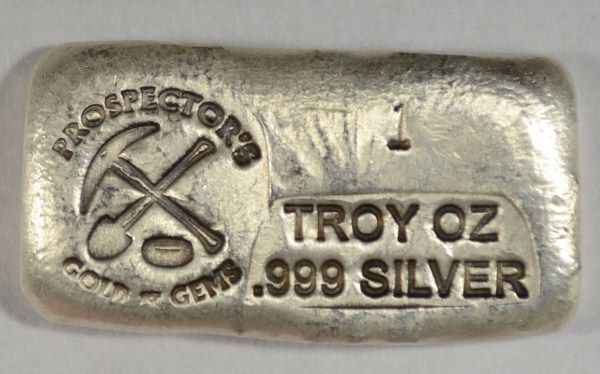 PROSPECTOR'S
GOLD & GEMS
1
TROY OZ
.999 SILVER